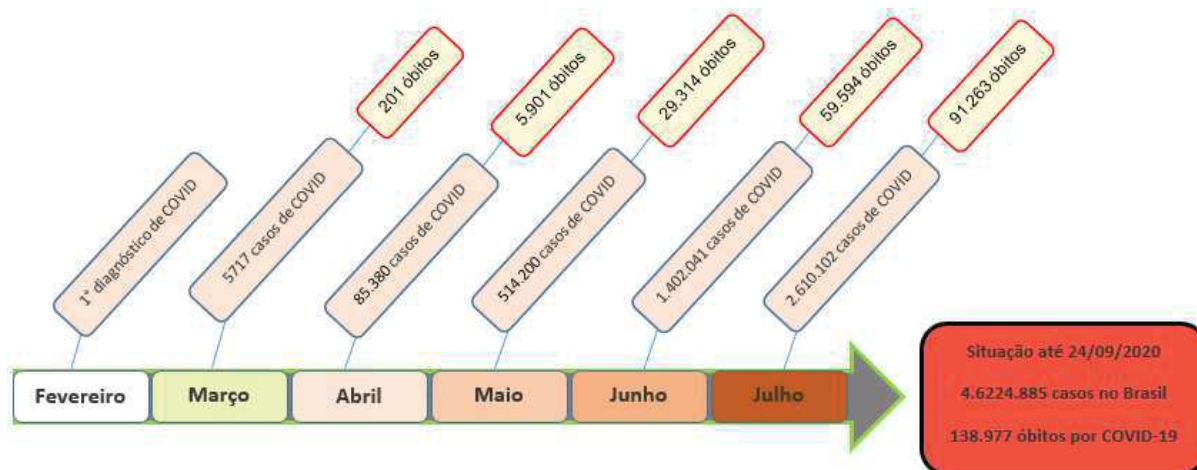 201 óbitos
5.901 óbitos
29.314 óbitos
59.594 óbitos
91.263 óbitos
1° diagnóstico de COVID
5717 casos de COVID
85.380 casos de COVID
514.200 casos de COVID
1.402.041 casos de COVID
2.610.102 casos de COVID
Fevereiro
Março
Abril
Maio
Junho
Julho
Situação até 24/09/2020
4.6224.885 casos no Brasil
138.977 óbitos por COVID-19